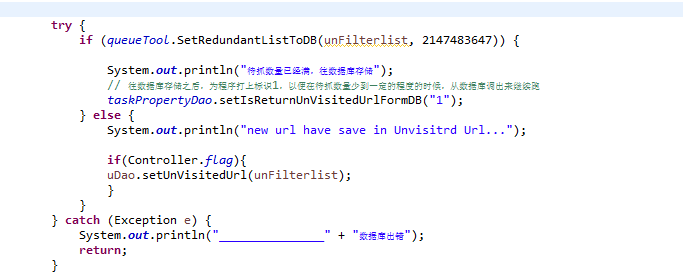 try {
if (queueTool.SetRedundantListToDB(unFilterlist, 2147483647)) {
System.out.println("待抓数量已经满，往数据库存储");
// 往数据库存储之后，为程序打上标识1，以便在待抓数量少到一定的程度的时候，从数据库调出来继续跑
taskPropertyDao.setIsReturnUnVisitedUrlFormDB("1");
} else {
System.out.println("new url have save in Unvisitrd Url...");
if(Controller.flag){
uDao.setUnVisitedUrl(unFilterlist);
}
}
} catch (Exception e) {
System.out.println("_______________" + "数据库出错");
return;
}